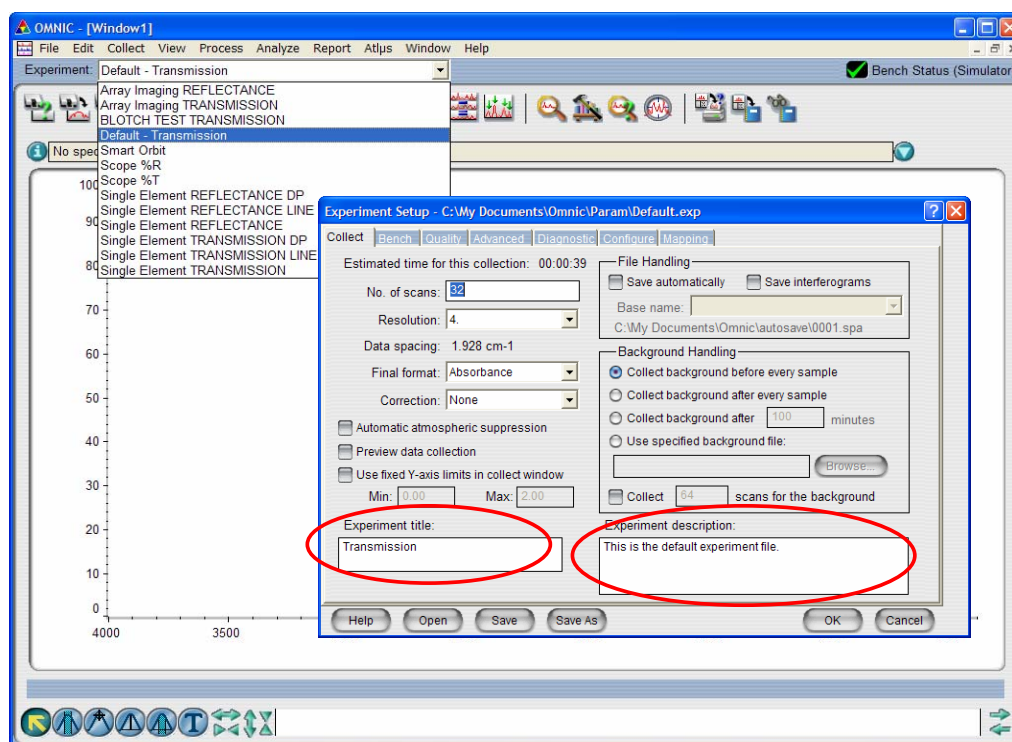 OMNIC - [Window1]
File Edit Collect View Process Analyze Report Atlµs Window Help
Experiment: Default - Transmission
Bench Status (Simulator
Array Imaging REFLECTANCE
Array Imaging TRANSMISSION
BLOTCH TEST TRANSMISSION
Default - Transmission
Smart Orbit
Scope %R
Scope %T
Single Element REFLECTANCE DP
Single Element REFLECTANCE LINE
Single Element REFLECTANCE
Single Element TRANSMISSION DP
Single Element TRANSMISSION LINE
Single Element TRANSMISSION
No spec
100
90
80
70
60
50
40
30
20
10
0
4000 3500
Experiment Setup - C:\My Documents\Omnic\Param\Default.exp
Collect Bench Quality Advanced Diagnostic Configure Mapping
Estimated time for this collection: 00:00:39
No. of scans: 32
Resolution: 4.
Data spacing: 1.928 cm-1
Final format: Absorbance
Correction: None
Automatic atmospheric suppression
Preview data collection
Use fixed Y-axis limits in collect window
Min: 0.00 Max: 2.00
Experiment title:
Transmission
File Handling
Save automatically Save interferograms
Base name:
C:\My Documents\Omnic\autosave\0001.spa
Background Handling
Collect background before every sample
Collect background after every sample
Collect background after 100 minutes
Use specified background file:
Browse...
Collect 64 scans for the background
Experiment description:
This is the default experiment file.
Help Open Save Save As OK Cancel
T